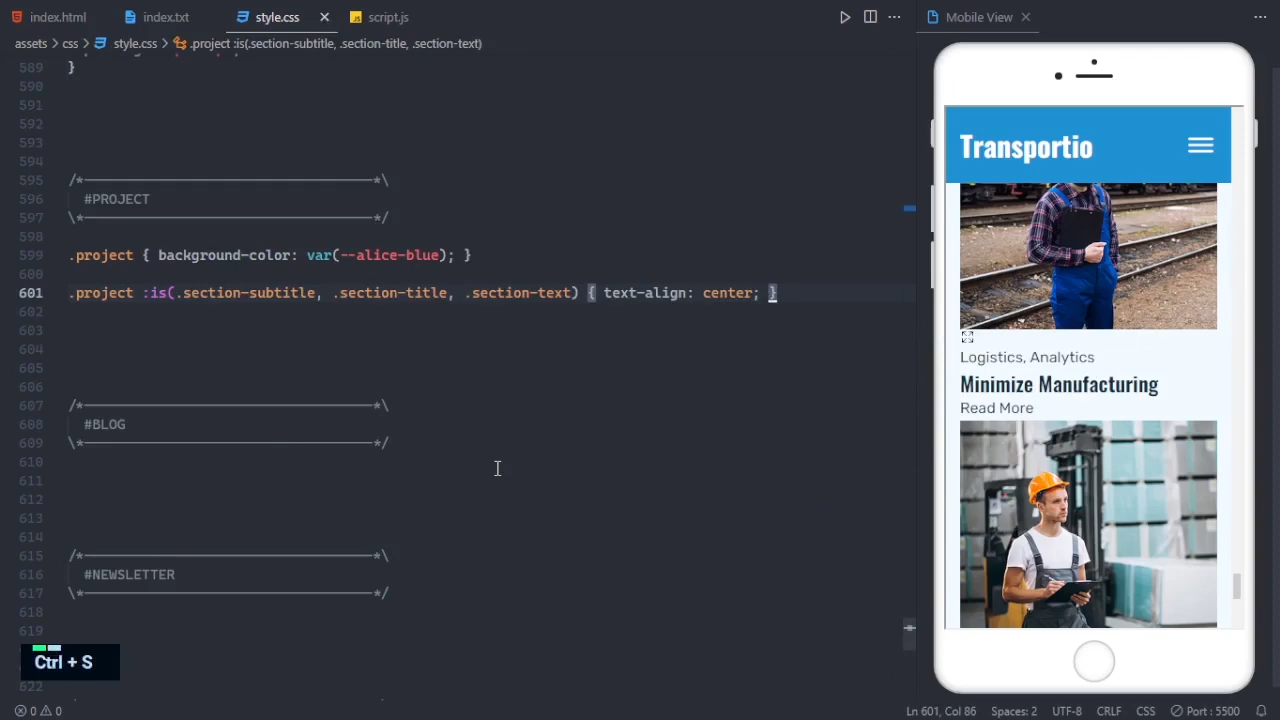 index.html index.txt style.css script.js Mobile View
assets > css > style.css > .project :is(.section-subtitle, .section-title, .section-text)
589 }
590
591
592
593
594
595 /*————————————————————————*\
596 #PROJECT
597 \*————————————————————————*/
598
599 .project { background-color: var(--alice-blue); }
600
601 .project :is(.section-subtitle, .section-title, .section-text) { text-align: center; }
602
603
604
605
606
607 /*————————————————————————*\
608 #BLOG
609 \*————————————————————————*/
610
611
612
613
614
615 /*————————————————————————*\
616 #NEWSLETTER
617 \*————————————————————————*/
618
619
622
Ctrl + S
Transportio
Logistics, Analytics
Minimize Manufacturing
Read More
0 0 Ln 601, Col 86 Spaces: 2 UTF-8 CRLF CSS Port : 5500